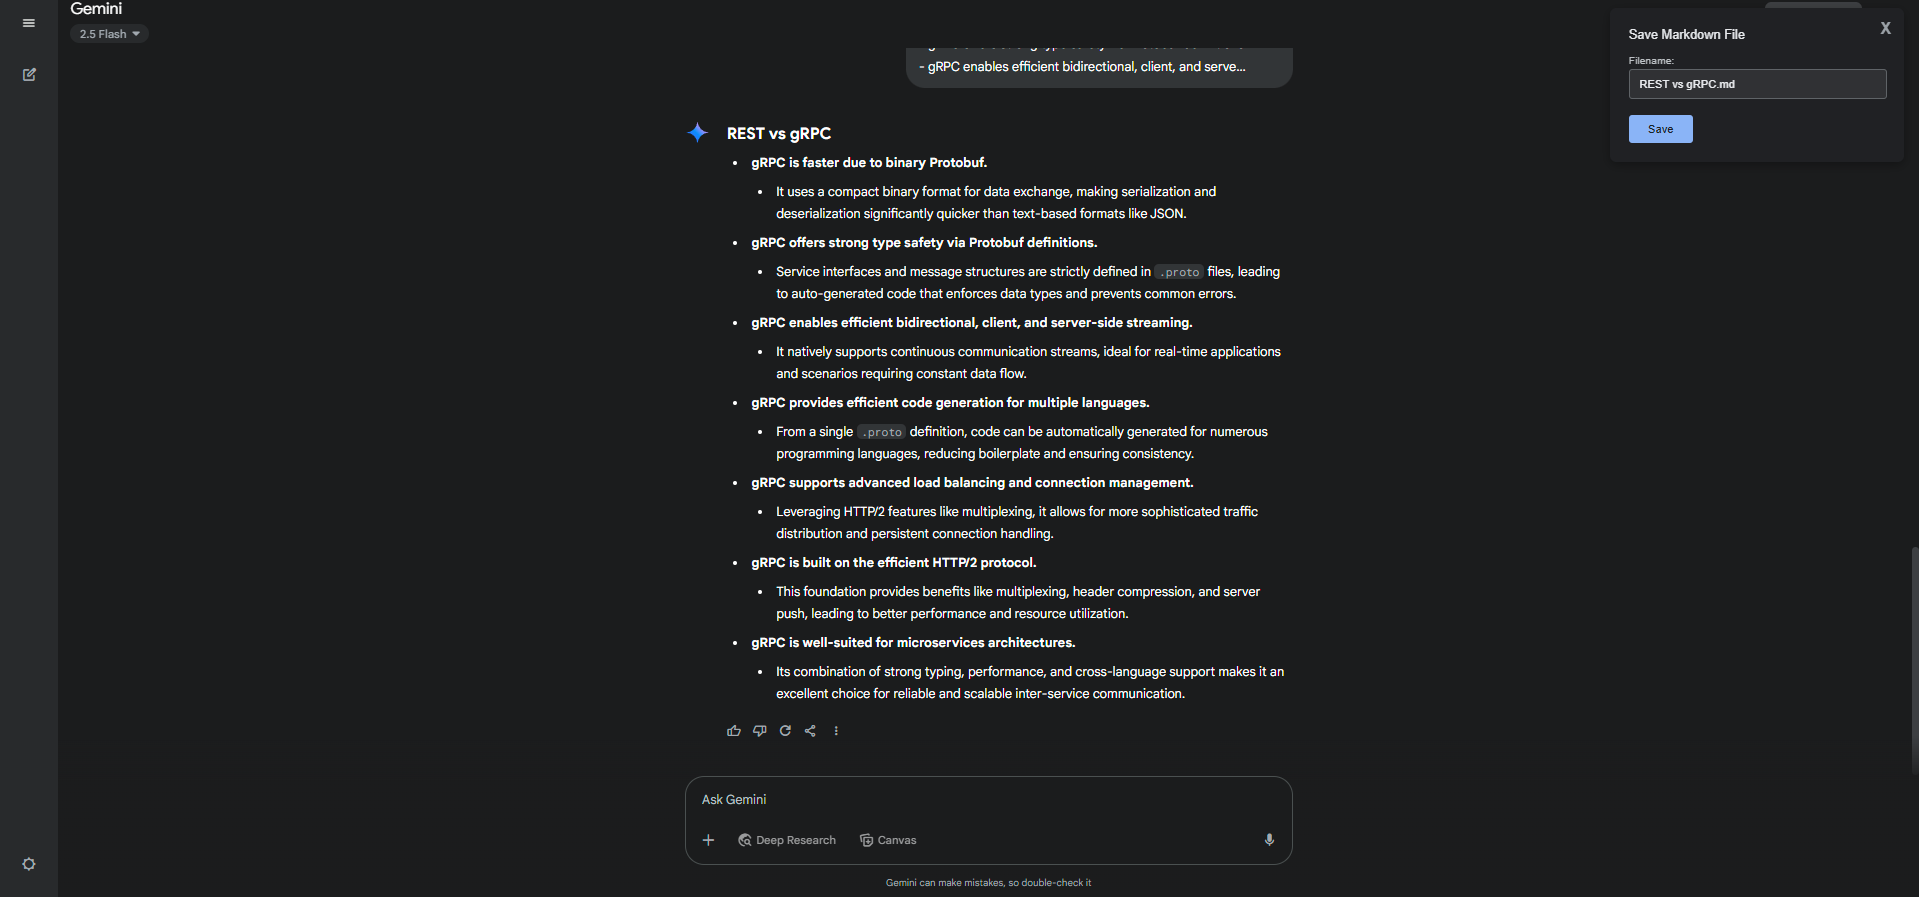 Gemini
2.5 Flash
- gRPC enables efficient bidirectional, client, and serve...
REST vs gRPC
• gRPC is faster due to binary Protobuf.
• It uses a compact binary format for data exchange, making serialization and
deserialization significantly quicker than text-based formats like JSON.
• gRPC offers strong type safety via Protobuf definitions.
• Service interfaces and message structures are strictly defined in .proto files, leading
to auto-generated code that enforces data types and prevents common errors.
• gRPC enables efficient bidirectional, client, and server-side streaming.
• It natively supports continuous communication streams, ideal for real-time applications
and scenarios requiring constant data flow.
• gRPC provides efficient code generation for multiple languages.
• From a single .proto definition, code can be automatically generated for numerous
programming languages, reducing boilerplate and ensuring consistency.
• gRPC supports advanced load balancing and connection management.
• Leveraging HTTP/2 features like multiplexing, it allows for more sophisticated traffic
distribution and persistent connection handling.
• gRPC is built on the efficient HTTP/2 protocol.
• This foundation provides benefits like multiplexing, header compression, and server
push, leading to better performance and resource utilization.
• gRPC is well-suited for microservices architectures.
• Its combination of strong typing, performance, and cross-language support makes it an
excellent choice for reliable and scalable inter-service communication.
Ask Gemini
Deep Research
Canvas
Gemini can make mistakes, so double-check it
Save Markdown File
X
Filename:
REST vs gRPC.md
Save